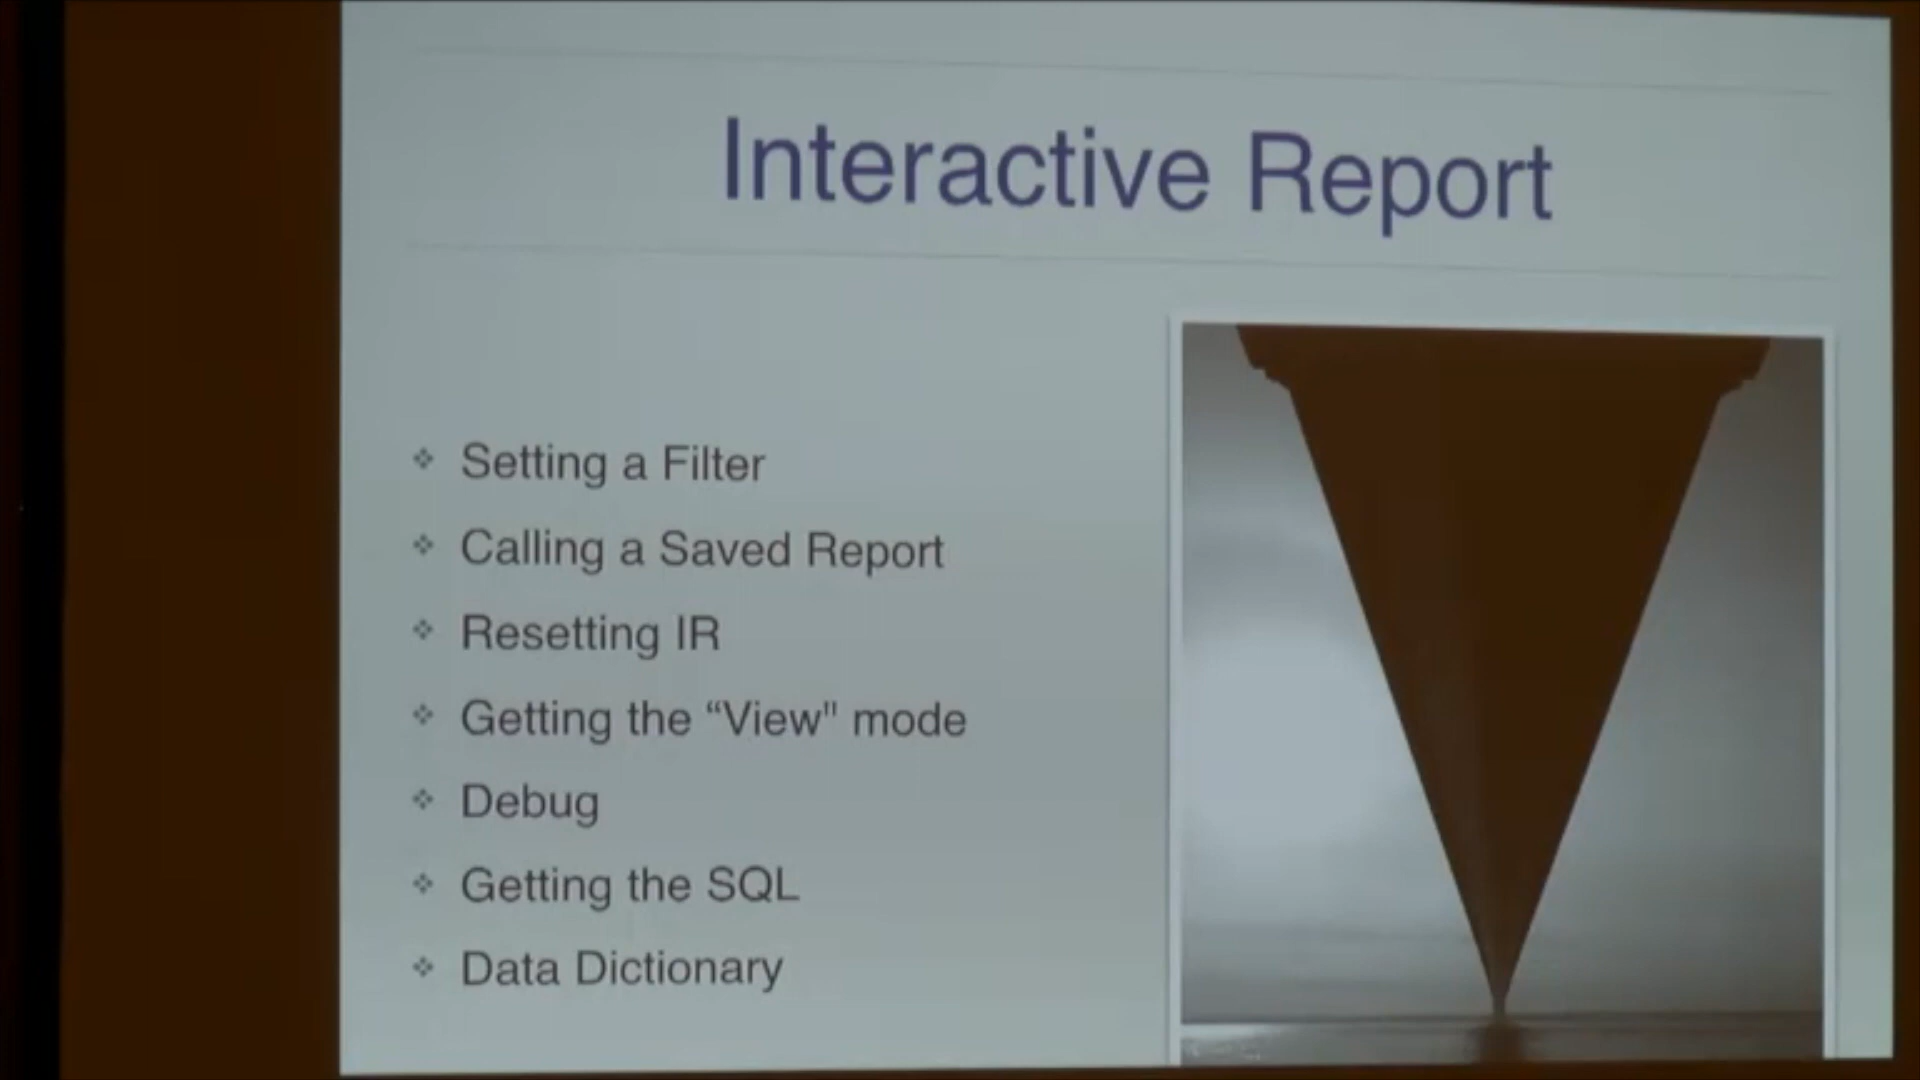 Interactive Report
Setting a Filter
Calling a Saved Report
Resetting IR
Getting the “View" mode
Debug
Getting the SQL
Data Dictionary